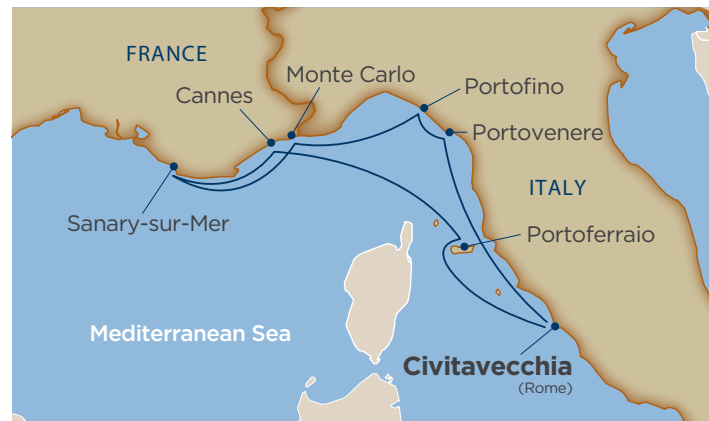 FRANCE
Monte Carlo
Cannes
Portofino
Portovenere
ITALY
Sanary-sur-Mer
Portoferraio
Mediterranean Sea
Civitavecchia
(Rome)